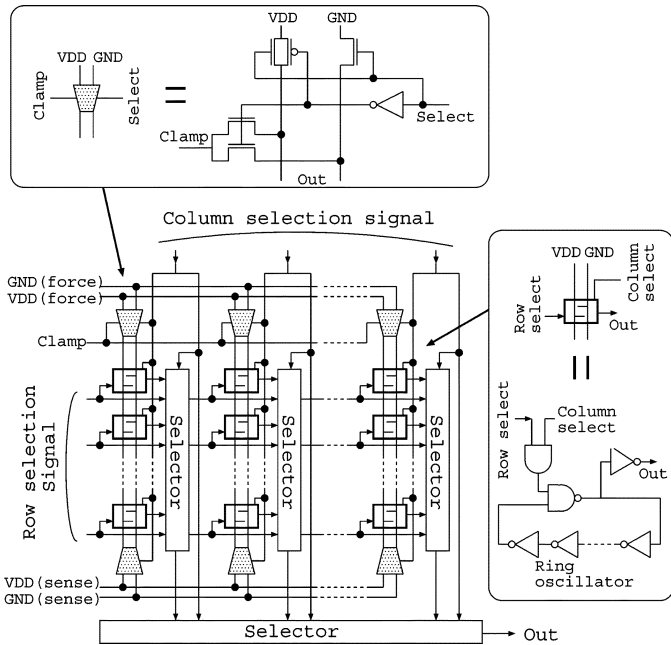 VDD GND
VDD GND
Clamp
Select
=
Clamp
Select
Out
Column selection signal
GND(force)
VDD(force)
Clamp
Row selection
Signal
Selector
Selector
Selector
VDD(sense)
GND(sense)
Selector
Out
VDD GND
Column
select
Row
select
Out
=
Row select
Column
select
Out
Ring
oscillator